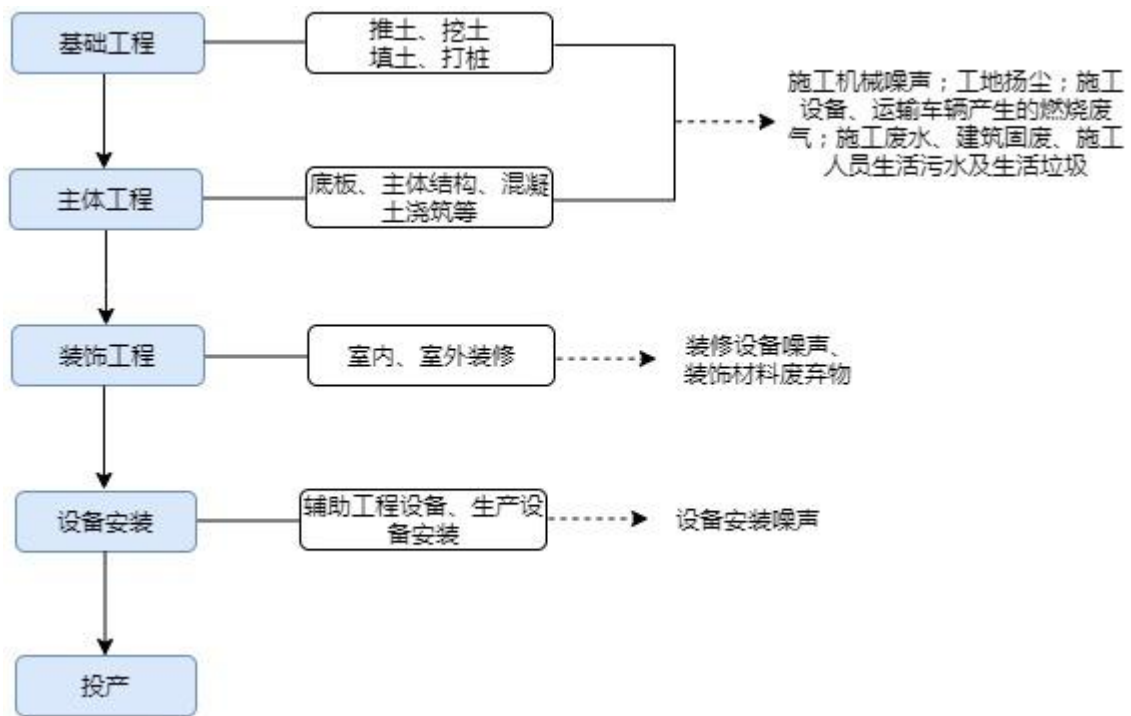 基础工程
推土、挖土
填土、打桩
施工机械噪声；工地扬尘；施工
设备、运输车辆产生的燃烧废
气；施工废水、建筑固废、施工
人员生活污水及生活垃圾
主体工程
底板、主体结构、混凝
土浇筑等
装饰工程
室内、室外装修
装修设备噪声、
装饰材料废弃物
设备安装
辅助工程设备、生产设
备安装
设备安装噪声
投产